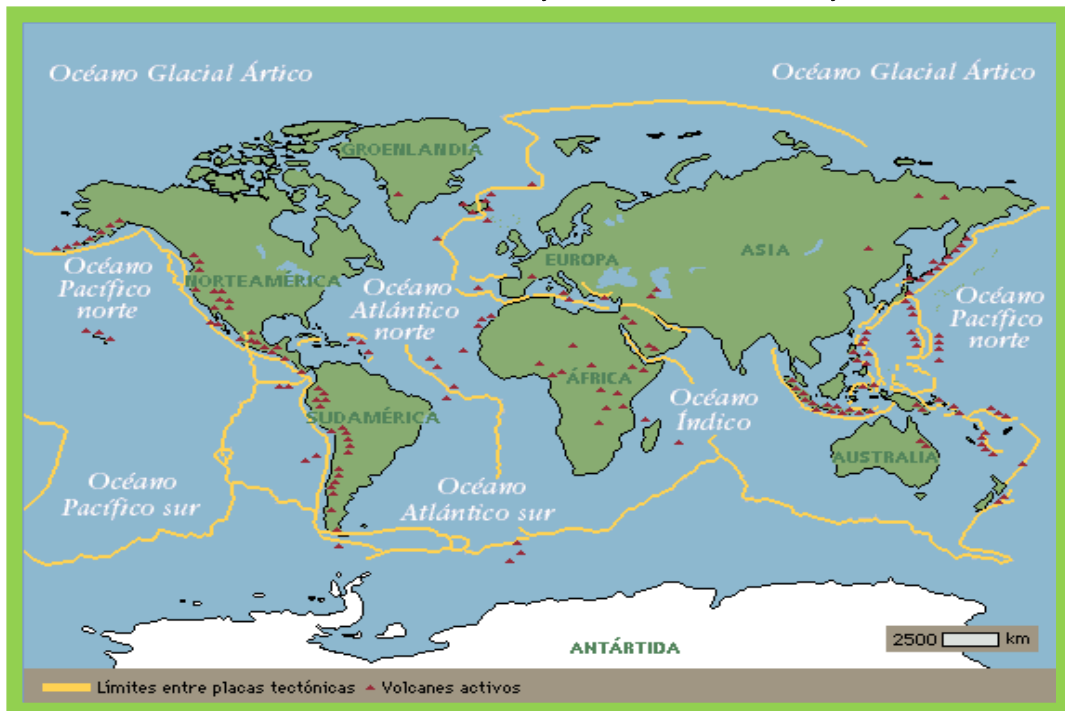 Océano Glacial Ártico
Océano Glacial Ártico
GROENLANDIA
Océano
Pacífico
norte
NORTEAMÉRICA
Océano
Atlántico
norte
EUROPA
ASIA
Océano
Pacífico
norte
ÁFRICA
Océano
Índico
SUDAMÉRICA
AUSTRALIA
Océano
Pacífico sur
Océano
Atlántico sur
ANTÁRTIDA
2500 km
Límites entre placas tectónicas
Volcanes activos